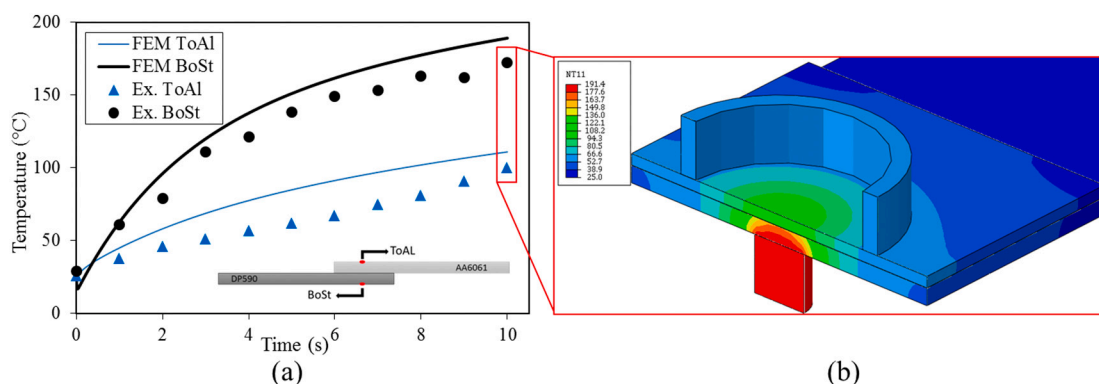 200
150
100
50
0
Temperature (°C)
FEM ToAl
FEM BoSt
Ex. ToAl
Ex. BoSt
ToAL
AA6061
DP590
BoSt
0
2
4
6
8
10
Time (s)
(a)
NT11
191.4
177.6
163.7
149.8
136.0
122.1
108.2
94.3
80.5
66.6
52.7
38.9
25.0
(b)